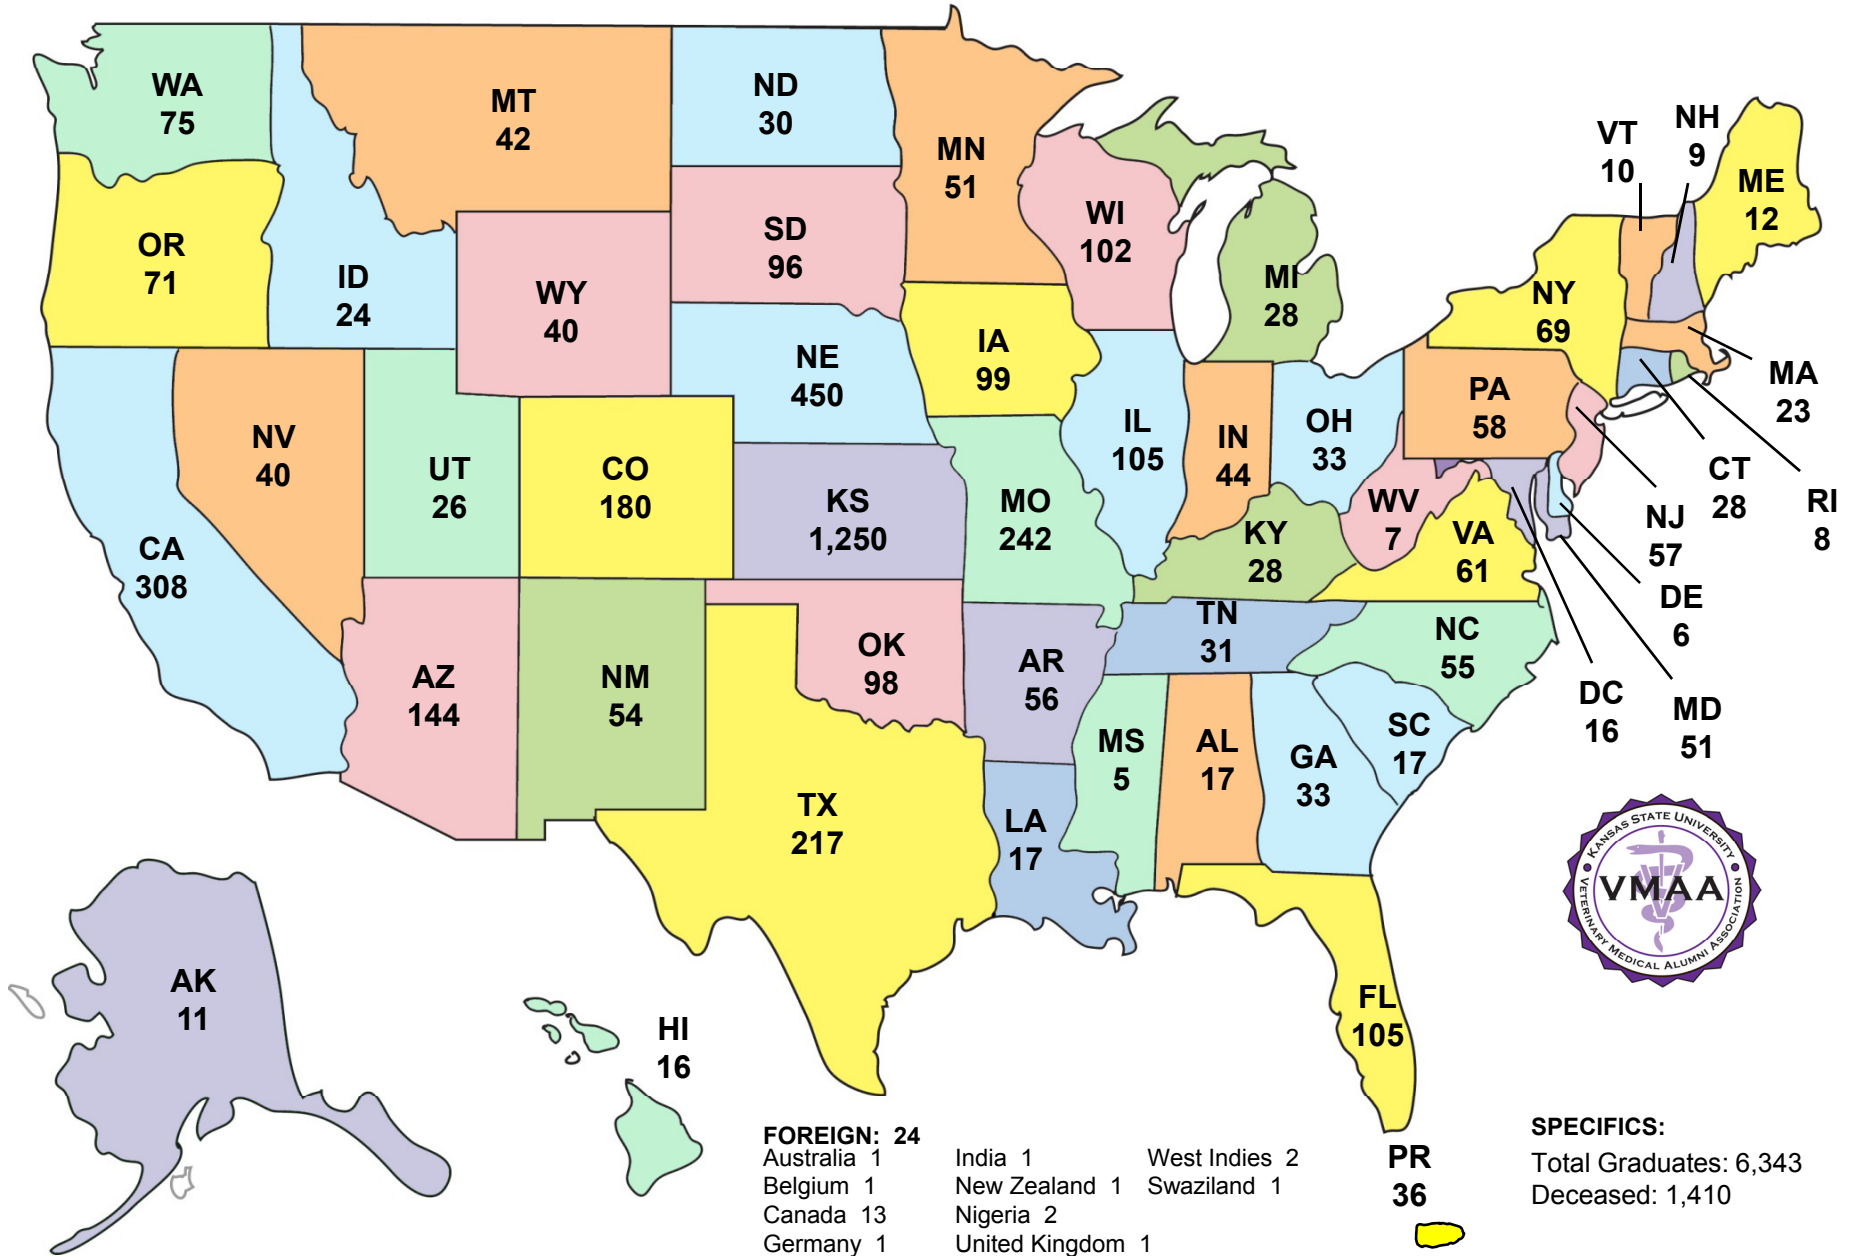 WA
75
MT
42
ND
30
MN
51
VT
10
NH
9
ME
12
OR
71
ID
24
WY
40
SD
96
WI
102
MI
28
NY
69
MA
23
NE
450
IA
99
IL
105
IN
44
OH
33
PA
58
CT
28
RI
8
NV
40
UT
26
CO
180
KS
1,250
MO
242
KY
28
WV
7
VA
61
NJ
57
DE
6
CA
308
AZ
144
NM
54
OK
98
AR
56
TN
31
NC
55
DC
16
MD
51
TX
217
LA
17
MS
5
AL
17
GA
33
SC
17
KANSAS STATE UNIVERSITY
VMAA
VETERINARY MEDICAL ALUMNI ASSOCIATION
AK
11
HI
16
FL
105
PR
36
FOREIGN: 24
Australia 1
Belgium 1
Canada 13
Germany 1
India 1
New Zealand 1
Nigeria 2
United Kingdom 1
West Indies 2
Swaziland 1
SPECIFICS:
Total Graduates: 6,343
Deceased: 1,410